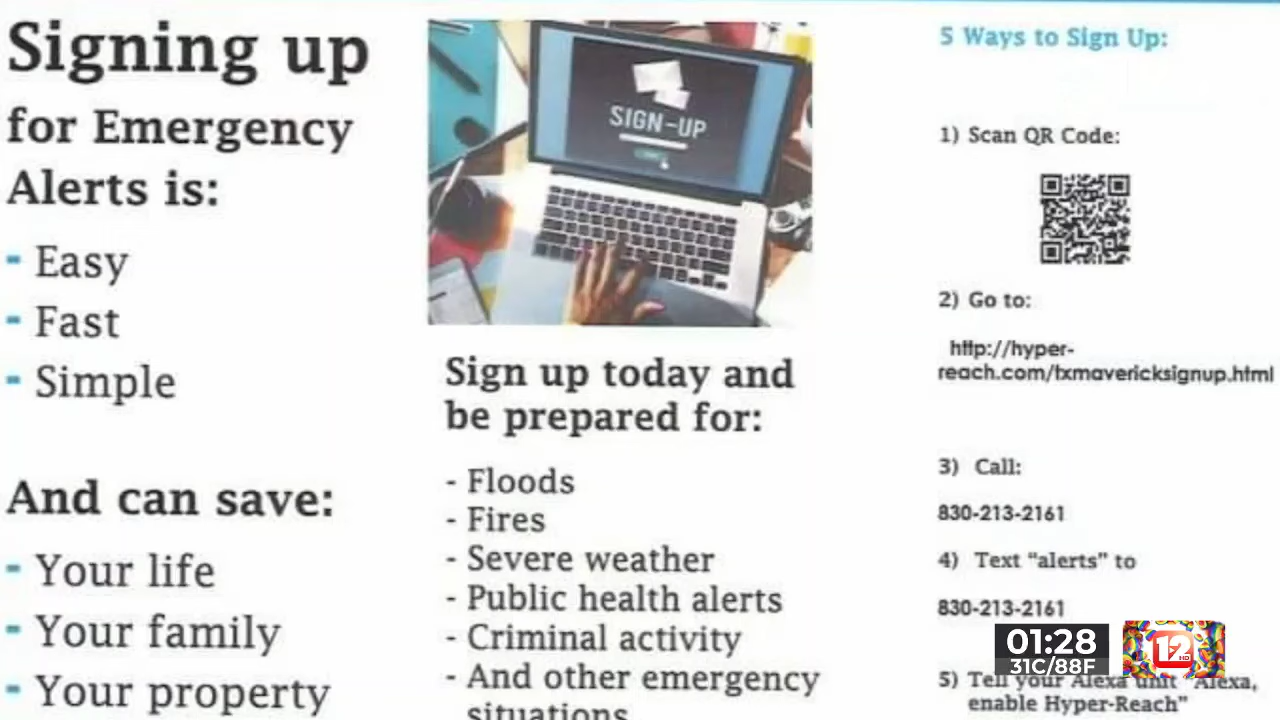 Signing up
for Emergency
Alerts is:
- Easy
- Fast
- Simple
And can save:
- Your life
- Your family
- Your property
SIGN-UP
Sign up today and
be prepared for:
- Floods
- Fires
- Severe weather
- Public health alerts
- Criminal activity
- And other emergency
situations
5 Ways to Sign Up:
1) Scan QR Code:
2) Go to:
http://hyper-
reach.com/txmavericksignup.html
3) Call:
830-213-2161
4) Text “alerts” to
830-213-2161
5) Tell your Alexa unit “Alexa,
enable Hyper-Reach”
01:28
31C/88F
12
HD